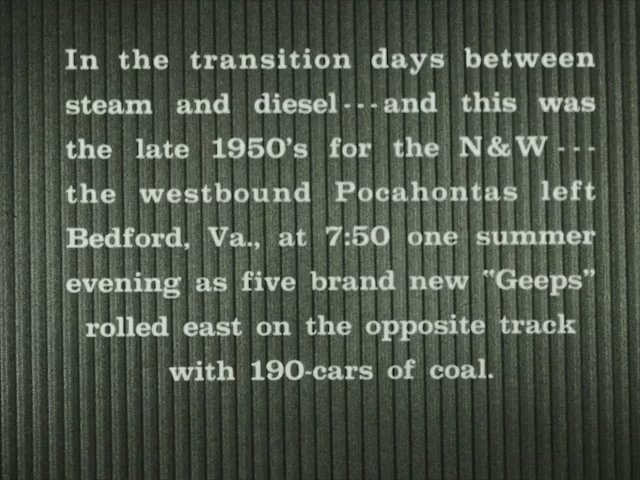 In the transition days between
steam and diesel---and this was
the late 1950's for the N&W---
the westbound Pocahontas left
Bedford, Va., at 7:50 one summer
evening as five brand new "Geeps"
rolled east on the opposite track
with 190-cars of coal.